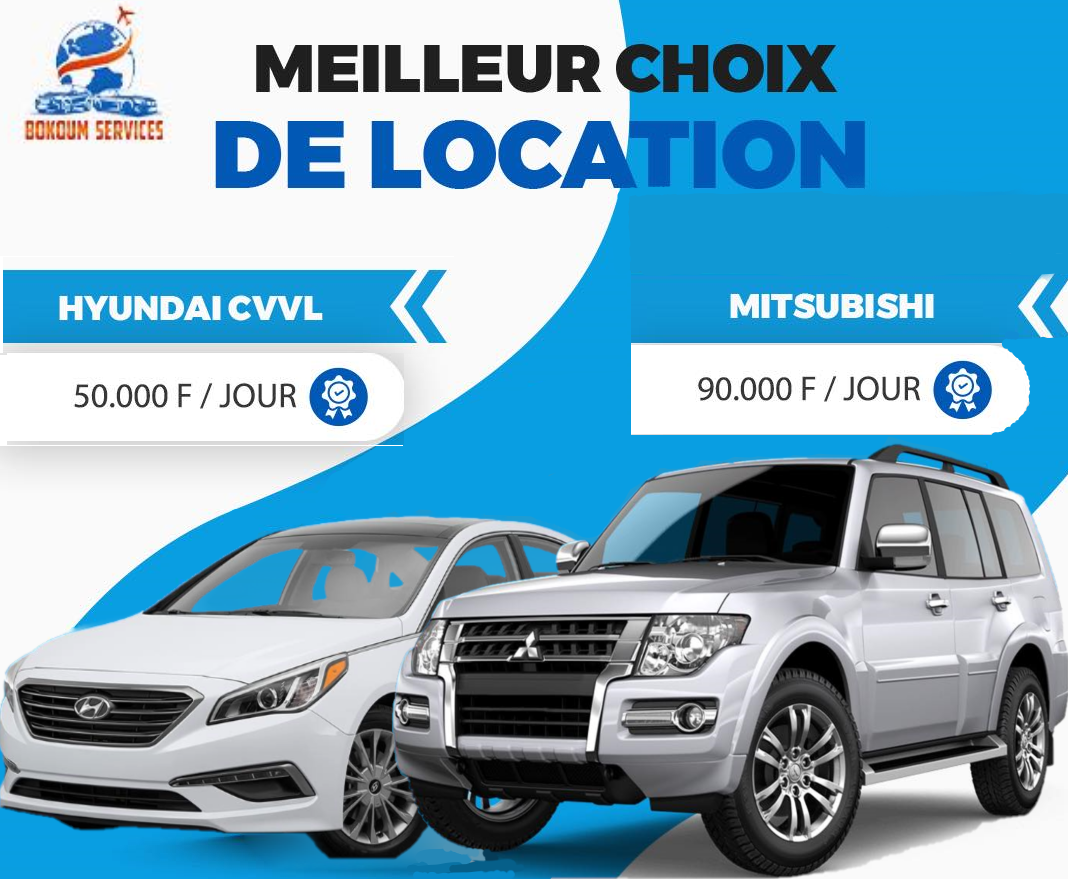 BOKOUM SERVICES
MEILLEUR CHOIX
DE LOCATION
HYUNDAI CVVL
50.000 F / JOUR
MITSUBISHI
90.000 F / JOUR